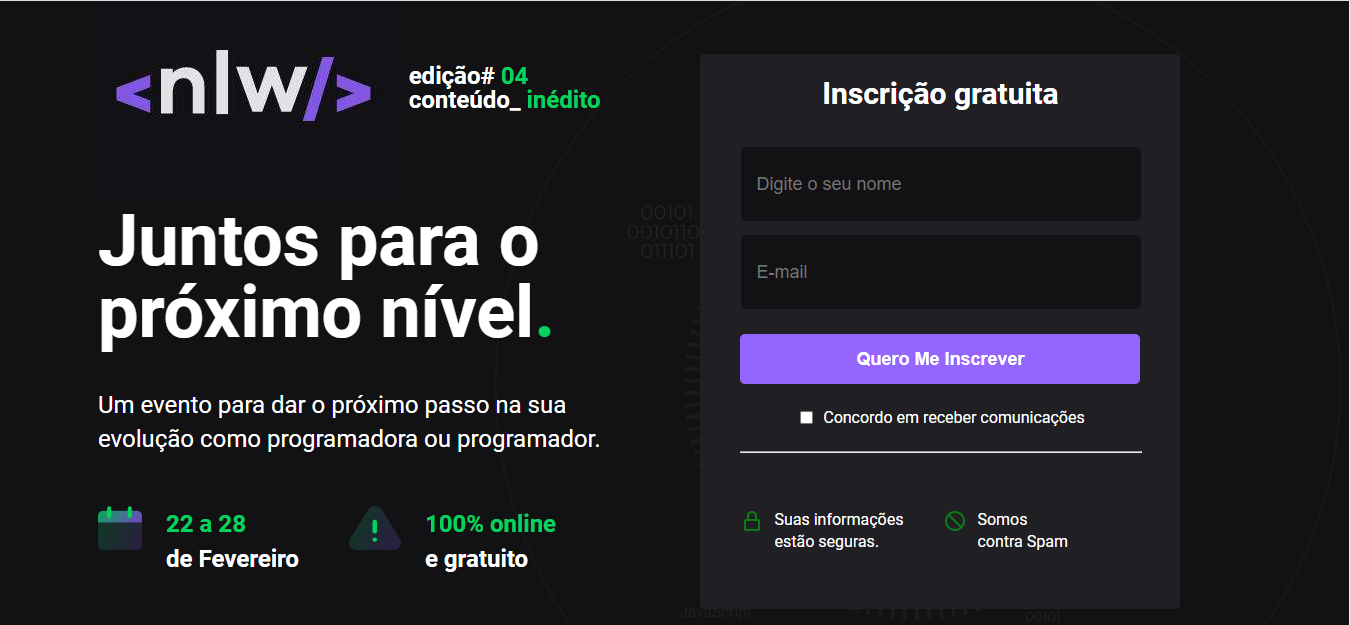 <nlw/>
edição# 04
conteúdo_ inédito
Juntos para o
próximo nível.
Um evento para dar o próximo passo na sua
evolução como programadora ou programador.
22 a 28
de Fevereiro
100% online
e gratuito
00101
0010110
011101
Inscrição gratuita
Digite o seu nome
E-mail
Quero Me Inscrever
Concordo em receber comunicações
Suas informações
estão seguras.
Somos
contra Spam
JavaScript
00101